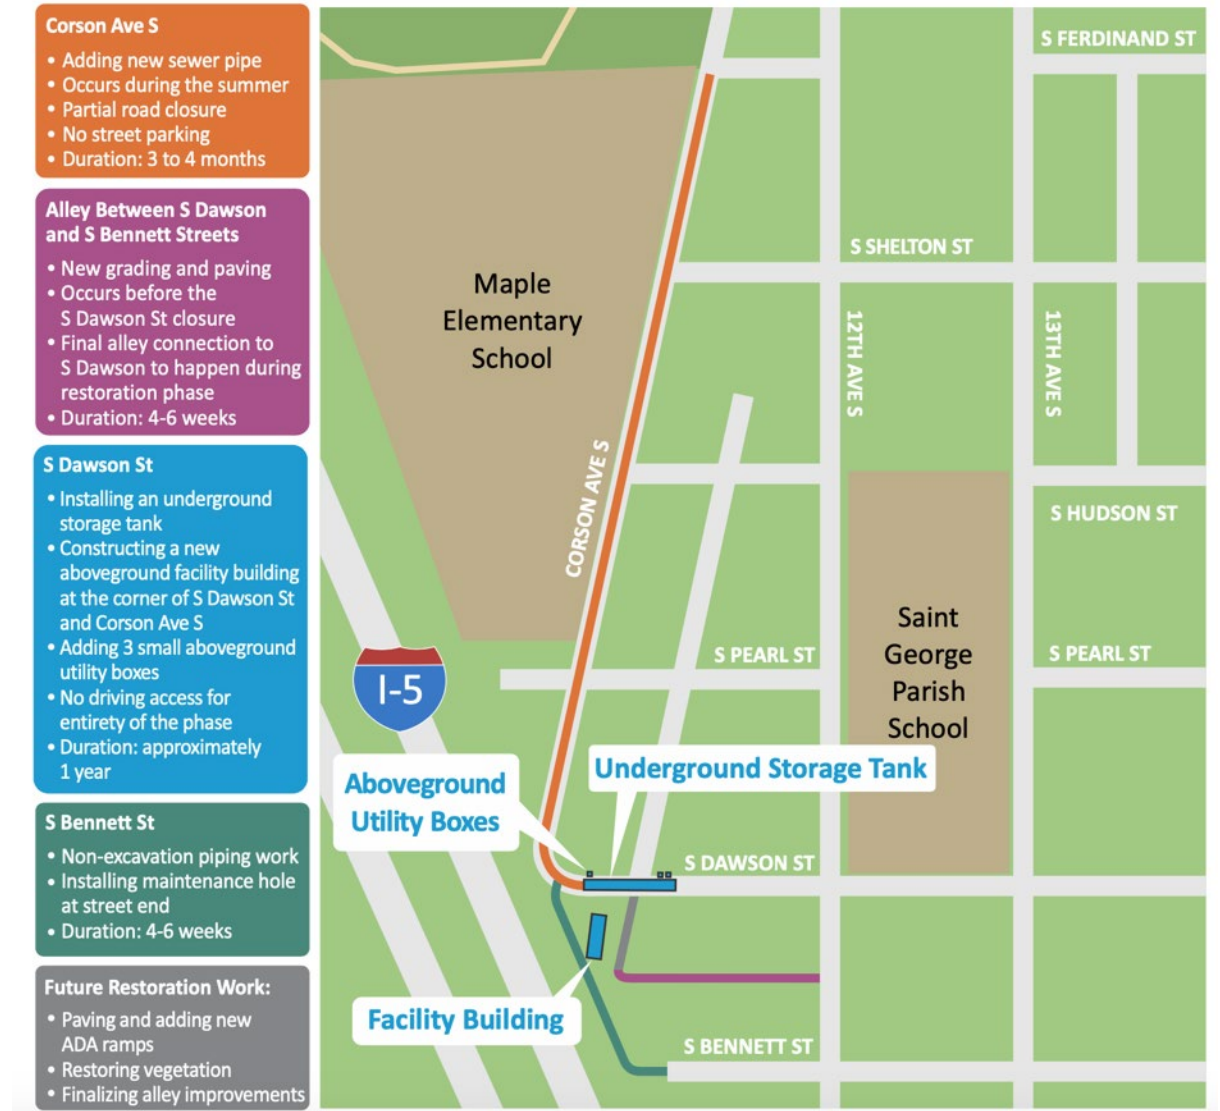 Corson Ave S
• Adding new sewer pipe
• Occurs during the summer
• Partial road closure
• No street parking
• Duration: 3 to 4 months
Alley Between S Dawson
and S Bennett Streets
• New grading and paving
• Occurs before the
S Dawson St closure
• Final alley connection to
S Dawson to happen during
restoration phase
• Duration: 4-6 weeks
S Dawson St
• Installing an underground
storage tank
• Constructing a new
aboveground facility building
at the corner of S Dawson St
and Corson Ave S
• Adding 3 small aboveground
utility boxes
• No driving access for
entirety of the phase
• Duration: approximately
1 year
S Bennett St
• Non-excavation piping work
• Installing maintenance hole
at street end
• Duration: 4-6 weeks
Future Restoration Work:
• Paving and adding new
ADA ramps
• Restoring vegetation
• Finalizing alley improvements
S FERDINAND ST
S SHELTON ST
Maple
Elementary
School
12TH AVE S
13TH AVE S
CORSON AVE S
S HUDSON ST
Saint
George
Parish
School
S PEARL ST
S PEARL ST
I-5
Underground Storage Tank
Aboveground
Utility Boxes
S DAWSON ST
Facility Building
S BENNETT ST